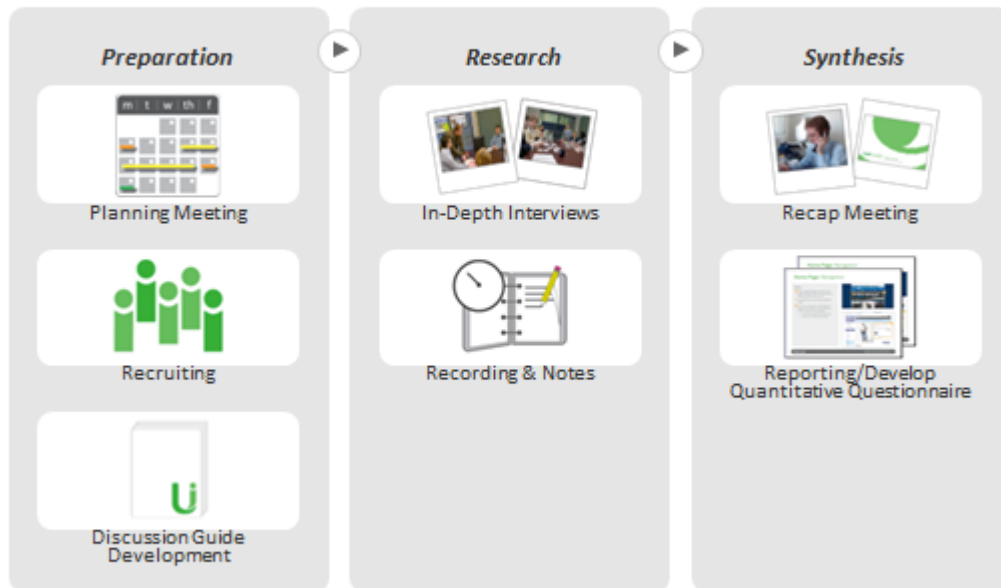 Preparation
m t w th f
Planning Meeting
Recruiting
Ui
Discussion Guide
Development
Research
In-Depth Interviews
Recording & Notes
Synthesis
Recap Meeting
Reporting/Develop
Quantitative Questionnaire